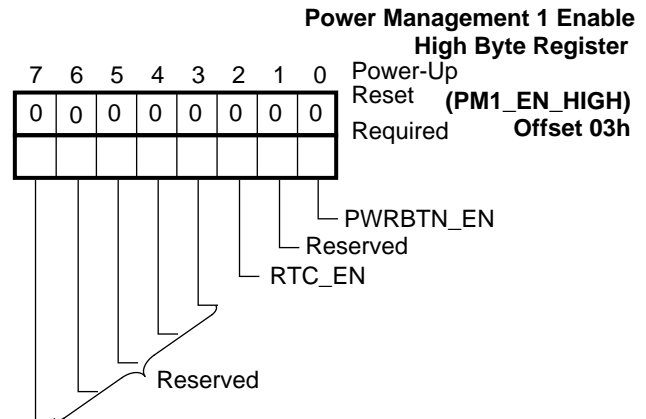 Power Management 1 Enable
High Byte Register
(PM1_EN_HIGH)
Offset 03h
7 6 5 4 3 2 1 0
Power-Up
Reset
0 0 0 0 0 0 0 0
Required
PWRBTN_EN
Reserved
RTC_EN
Reserved